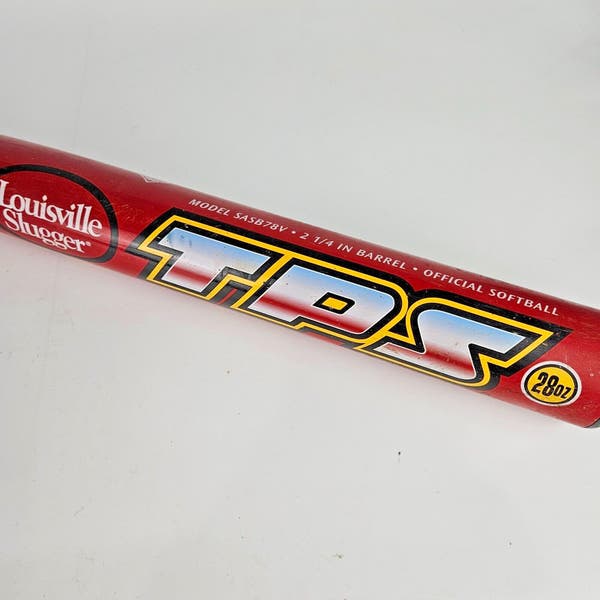 Louisville
Slugger®
MODEL SASB78V • 2 1/4 IN BARREL • OFFICIAL SOFTBALL
TPS
28oz